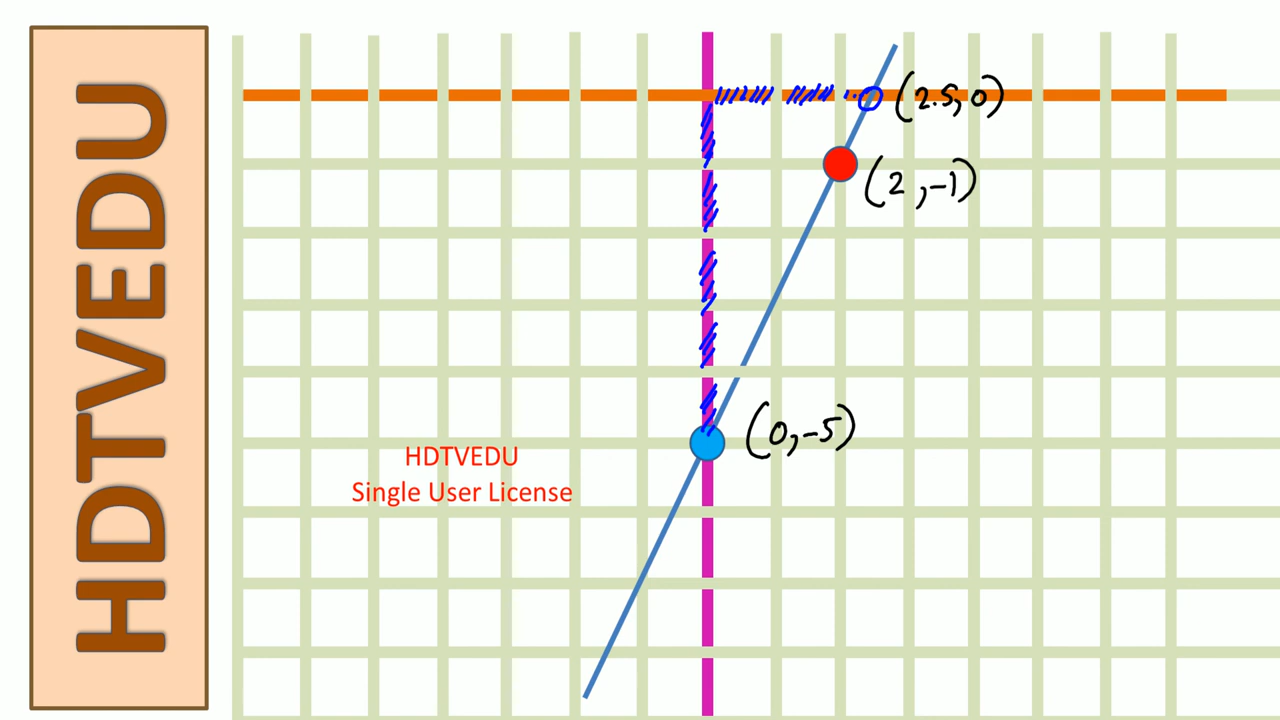 HDTVEDU
(2.5, 0)
(2, -1)
(0, -5)
HDTVEDU
Single User License